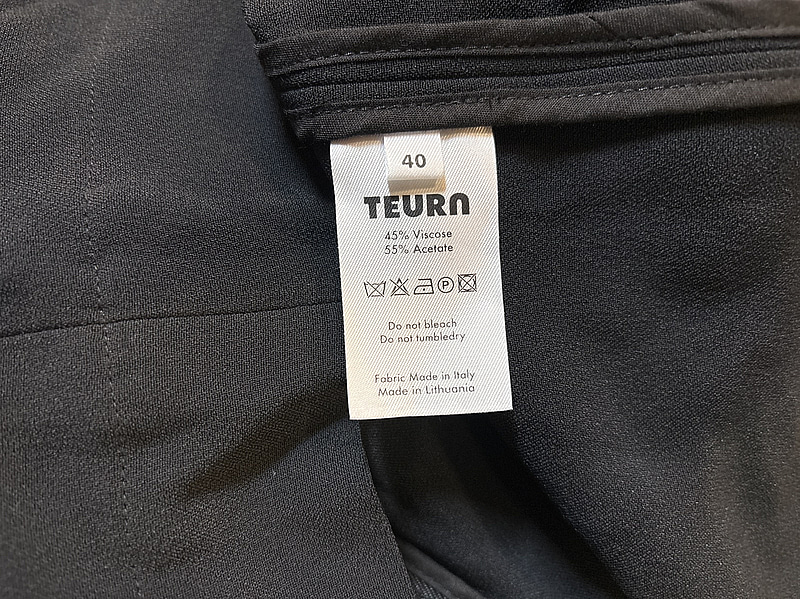 40
TEURN
45% Viscose
55% Acetate
P
Do not bleach
Do not tumbledry
Fabric Made in Italy
Made in Lithuania